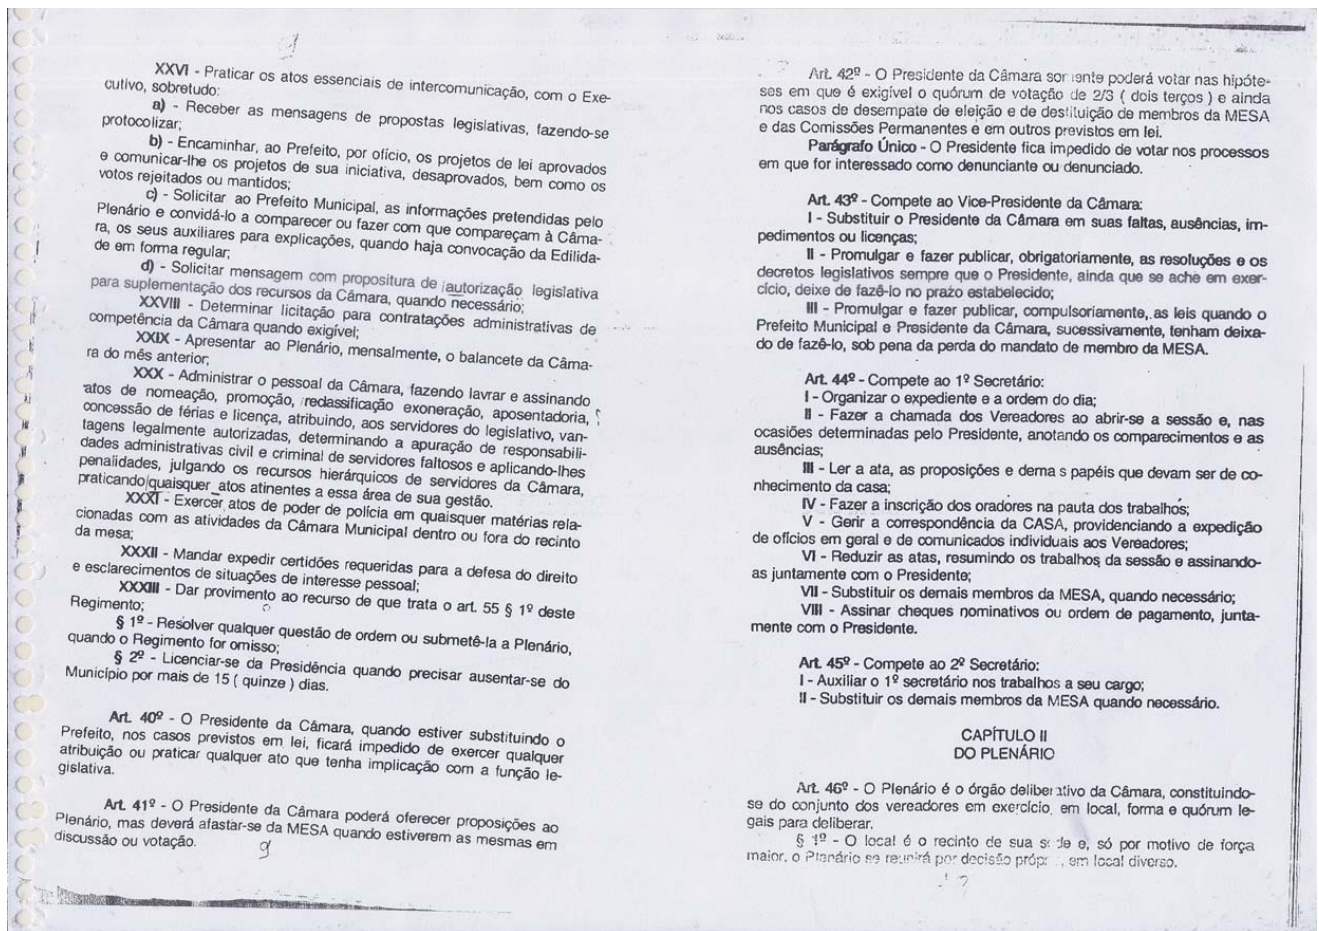 XXVI - Praticar os atos essenciais de intercomunicação, com o Exe-
cutivo, sobretudo:
a) - Receber as mensagens de propostas legislativas, fazendo-se
protocolizar;
b) - Encaminhar, ao Prefeito, por ofício, os projetos de lei aprovados
e comunicar-lhe os projetos de sua iniciativa, desaprovados, bem como os
votos rejeitados ou mantidos;
c) - Solicitar ao Prefeito Municipal, as informações pretendidas pelo
Plenário e convidá-lo a comparecer ou fazer com que compareçam à Câma-
ra, os seus auxiliares para explicações, quando haja convocação da Edilida-
de em forma regular;
d) - Solicitar mensagem com propositura de autorização legislativa
para suplementação dos recursos da Câmara, quando necessário;
XXVIII - Determinar licitação para contratações administrativas de
competência da Câmara quando exigível;
XXIX - Apresentar ao Plenário, mensalmente, o balancete da Câma-
ra do mês anterior;
XXX - Administrar o pessoal da Câmara, fazendo lavrar e assinando
atos de nomeação, promoção, reclassificação exoneração, aposentadoria,
concessão de férias e licença, atribuindo, aos servidores do legislativo, van-
tagens legalmente autorizadas, determinando a apuração de responsabili-
dades administrativas civil e criminal de servidores faltosos e aplicando-lhes
penalidades, julgando os recursos hierárquicos de servidores da Câmara,
praticando quaisquer atos atinentes a essa área de sua gestão.
XXXI - Exercer atos de poder de polícia em quaisquer matérias rela-
cionadas com as atividades da Câmara Municipal dentro ou fora do recinto
da mesa;
XXXII - Mandar expedir certidões requeridas para a defesa do direito
e esclarecimentos de situações de interesse pessoal;
XXXIII - Dar provimento ao recurso de que trata o art. 55 § 1º deste
Regimento;
§ 1º - Resolver qualquer questão de ordem ou submetê-la a Plenário,
quando o Regimento for omisso;
§ 2º - Licenciar-se da Presidência quando precisar ausentar-se do
Município por mais de 15 ( quinze ) dias.
Art. 40º - O Presidente da Câmara, quando estiver substituindo o
Prefeito, nos casos previstos em lei, ficará impedido de exercer qualquer
atribuição ou praticar qualquer ato que tenha implicação com a função le-
gislativa.
Art. 41º - O Presidente da Câmara poderá oferecer proposições ao
Plenário, mas deverá afastar-se da MESA quando estiverem as mesmas em
discussão ou votação.
9
Art. 42º - O Presidente da Câmara somente poderá votar nas hipóte-
ses em que é exigível o quórum de votação de 2/3 ( dois terços ) e ainda
nos casos de desempate de eleição e de destituição de membros da MESA
e das Comissões Permanentes e em outros previstos em lei.
Parágrafo Único - O Presidente fica impedido de votar nos processos
em que for interessado como denunciante ou denunciado.
Art. 43º - Compete ao Vice-Presidente da Câmara:
I - Substituir o Presidente da Câmara em suas faltas, ausências, im-
pedimentos ou licenças;
II - Promulgar e fazer publicar, obrigatoriamente, as resoluções e os
decretos legislativos sempre que o Presidente, ainda que se ache em exer-
cício, deixe de fazê-lo no prazo estabelecido;
III - Promulgar e fazer publicar, compulsoriamente, as leis quando o
Prefeito Municipal e Presidente da Câmara, sucessivamente, tenham deixa-
do de fazê-lo, sob pena da perda do mandato de membro da MESA.
Art. 44º - Compete ao 1º Secretário:
I - Organizar o expediente e a ordem do dia;
II - Fazer a chamada dos Vereadores ao abrir-se a sessão e, nas
ocasiões determinadas pelo Presidente, anotando os comparecimentos e as
ausências;
III - Ler a ata, as proposições e demais papéis que devam ser de co-
nhecimento da casa;
IV - Fazer a inscrição dos oradores na pauta dos trabalhos;
V - Gerir a correspondência da CASA, providenciando a expedição
de ofícios em geral e de comunicados individuais aos Vereadores;
VI - Reduzir as atas, resumindo os trabalhos da sessão e assinando-
as juntamente com o Presidente;
VII - Substituir os demais membros da MESA, quando necessário;
VIII - Assinar cheques nominativos ou ordem de pagamento, junta-
mente com o Presidente.
Art. 45º - Compete ao 2º Secretário:
I - Auxiliar o 1º secretário nos trabalhos a seu cargo;
II - Substituir os demais membros da MESA quando necessário.
CAPÍTULO II
DO PLENÁRIO
Art. 46º - O Plenário é o órgão deliberativo da Câmara, constituindo-
se do conjunto dos vereadores em exercício, em local, forma e quórum le-
gais para deliberar.
§ 1º - O local é o recinto de sua sede e, só por motivo de força
maior, o Plenário se reunirá por decisão própria, em local diverso.